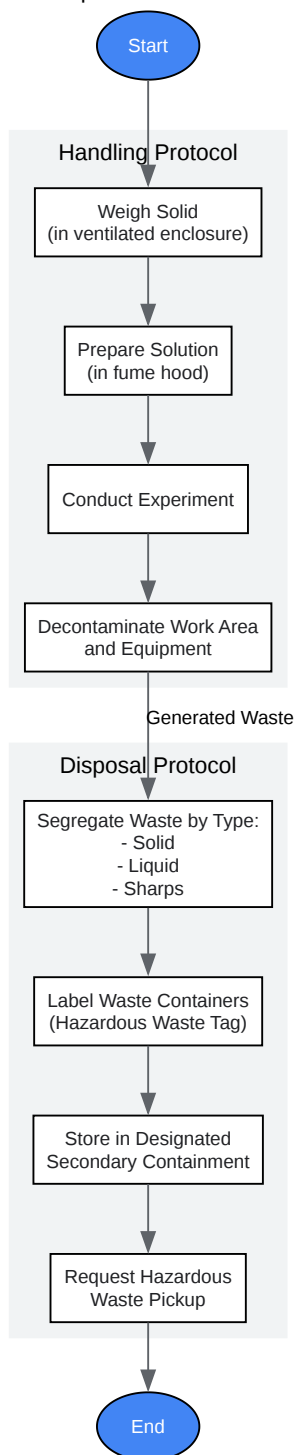 Start
Handling Protocol
Weigh Solid
(in ventilated enclosure)
Prepare Solution
(in fume hood)
Conduct Experiment
Decontaminate Work Area
and Equipment
Generated Waste
Disposal Protocol
Segregate Waste by Type:
- Solid
- Liquid
- Sharps
Label Waste Containers
(Hazardous Waste Tag)
Store in Designated
Secondary Containment
Request Hazardous
Waste Pickup
End